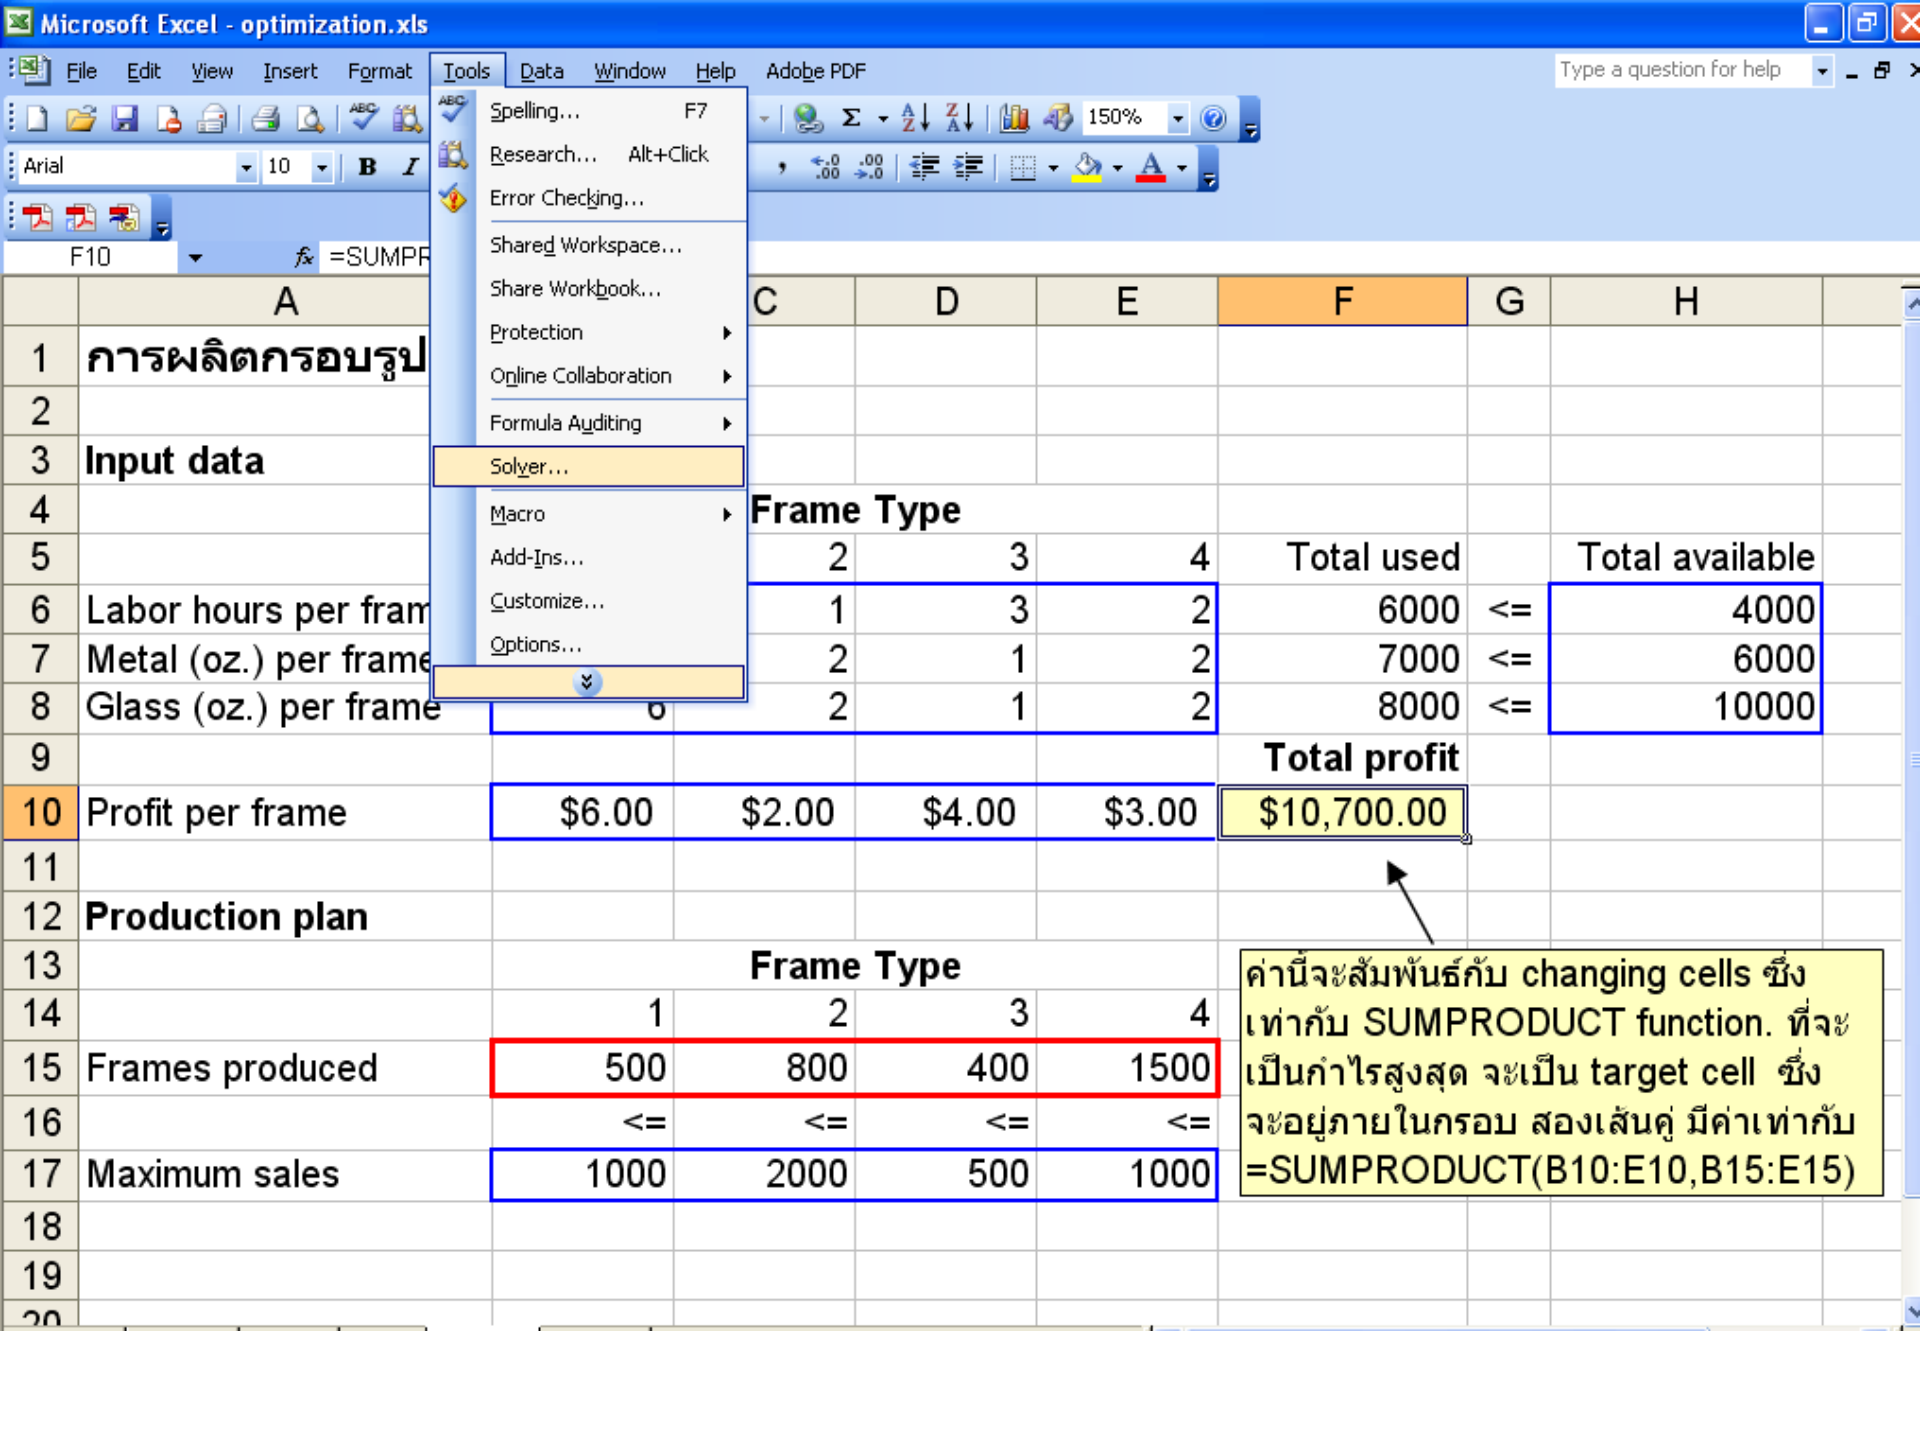 Microsoft Excel - optimization.xls
File Edit View Insert Format Tools Data Window Help Adobe PDF Type a question for help
150%
Arial 10 B I
F10 fx =SUMPR
Spelling... F7
Research... Alt+Click
Error Checking...
Shared Workspace...
Share Workbook...
Protection
Online Collaboration
Formula Auditing
Solver...
Macro
Add-Ins...
Customize...
Options...
A C D E F G H
1 การผลิตกรอบรูป
2
3 Input data
4 Frame Type
5 2 3 4 Total used Total available
6 Labor hours per fram 1 3 2 6000 <= 4000
7 Metal (oz.) per frame 2 1 2 7000 <= 6000
8 Glass (oz.) per frame 6 2 1 2 8000 <= 10000
9 Total profit
10 Profit per frame $6.00 $2.00 $4.00 $3.00 $10,700.00
11
12 Production plan
13 Frame Type
14 1 2 3 4
15 Frames produced 500 800 400 1500
16 <= <= <= <=
17 Maximum sales 1000 2000 500 1000
18
19
20
ค่านี้จะสัมพันธ์กับ changing cells ซึ่ง
เท่ากับ SUMPRODUCT function. ที่จะ
เป็นกำไรสูงสุด จะเป็น target cell ซึ่ง
จะอยู่ภายในกรอบ สองเส้นคู่ มีค่าเท่ากับ
=SUMPRODUCT(B10:E10,B15:E15)